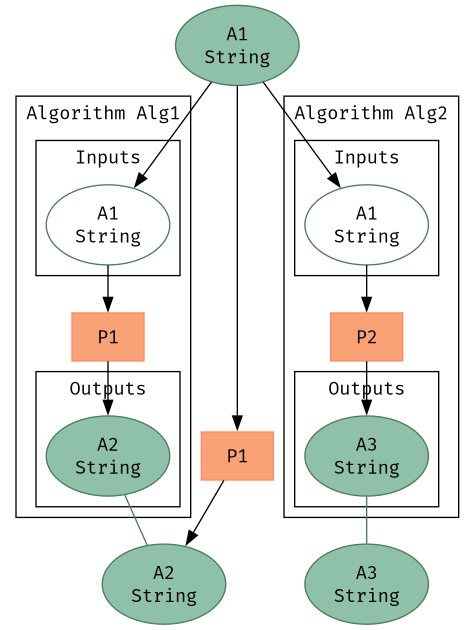 A1
String
Algorithm Alg1
Inputs
A1
String
P1
Outputs
A2
String
Algorithm Alg2
Inputs
A1
String
P2
Outputs
A3
String
P1
A2
String
A3
String